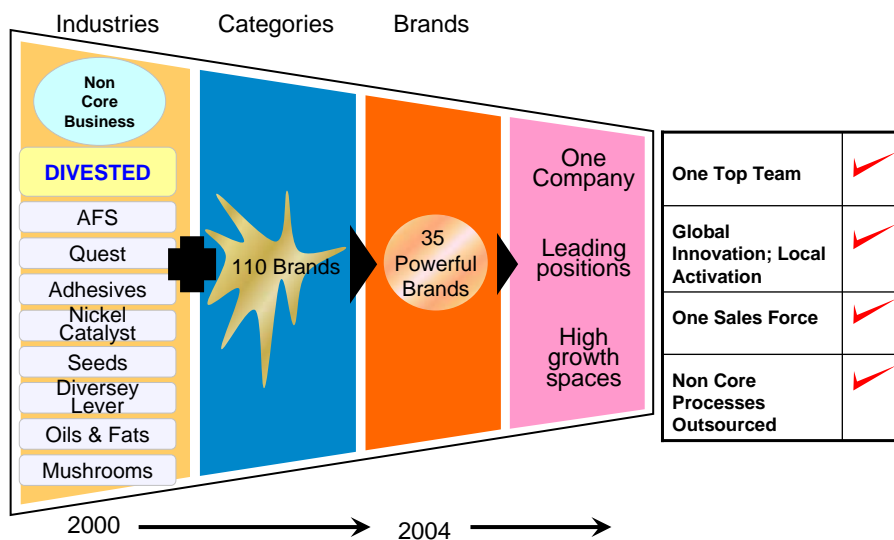 Industries
Categories
Brands
Non
Core
Business
DIVESTED
AFS
Quest
Adhesives
Nickel
Catalyst
Seeds
Diversey
Lever
Oils & Fats
Mushrooms
110 Brands
35
Powerful
Brands
One
Company
Leading
positions
High
growth
spaces
One Top Team
Global
Innovation; Local
Activation
One Sales Force
Non Core
Processes
Outsourced
2000
2004